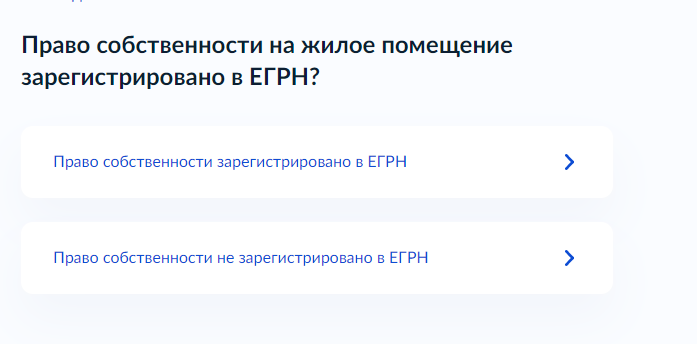 Право собственности на жилое помещение
зарегистрировано в ЕГРН?
Право собственности зарегистрировано в ЕГРН
Право собственности не зарегистрировано в ЕГРН